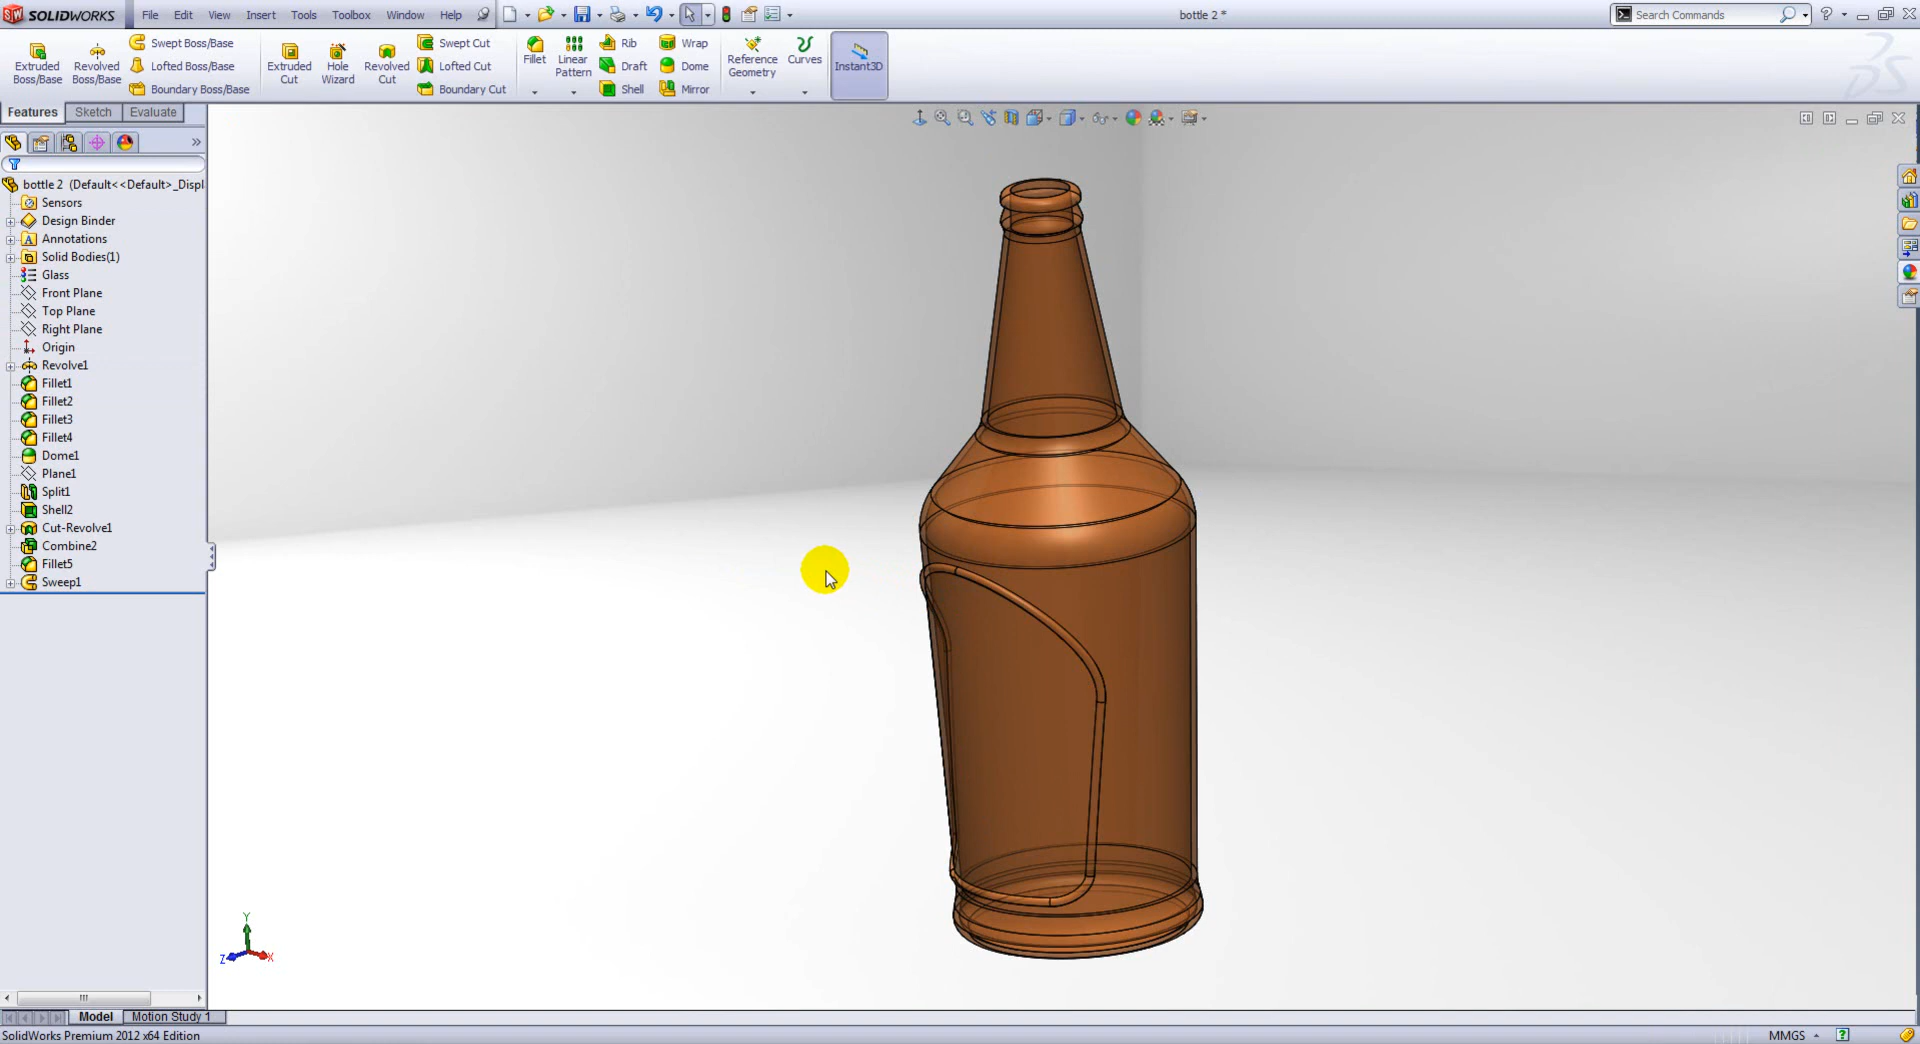 SW SOLIDWORKS File Edit View Insert Tools Toolbox Window Help bottle 2 * Search Commands ?
Extruded Boss/Base
Revolved Boss/Base
Swept Boss/Base
Lofted Boss/Base
Boundary Boss/Base
Extruded Cut
Hole Wizard
Revolved Cut
Swept Cut
Lofted Cut
Boundary Cut
Fillet
Linear Pattern
Rib
Draft
Shell
Wrap
Dome
Mirror
Reference Geometry
Curves
Instant3D
Features Sketch Evaluate
bottle 2 (Default<<Default>_Displ
Sensors
Design Binder
A Annotations
Solid Bodies(1)
Glass
Front Plane
Top Plane
Right Plane
Origin
Revolve1
Fillet1
Fillet2
Fillet3
Fillet4
Dome1
Plane1
Split1
Shell2
Cut-Revolve1
Combine2
Fillet5
Sweep1
Y
Z X
Model Motion Study 1
SolidWorks Premium 2012 x64 Edition MMGS ?